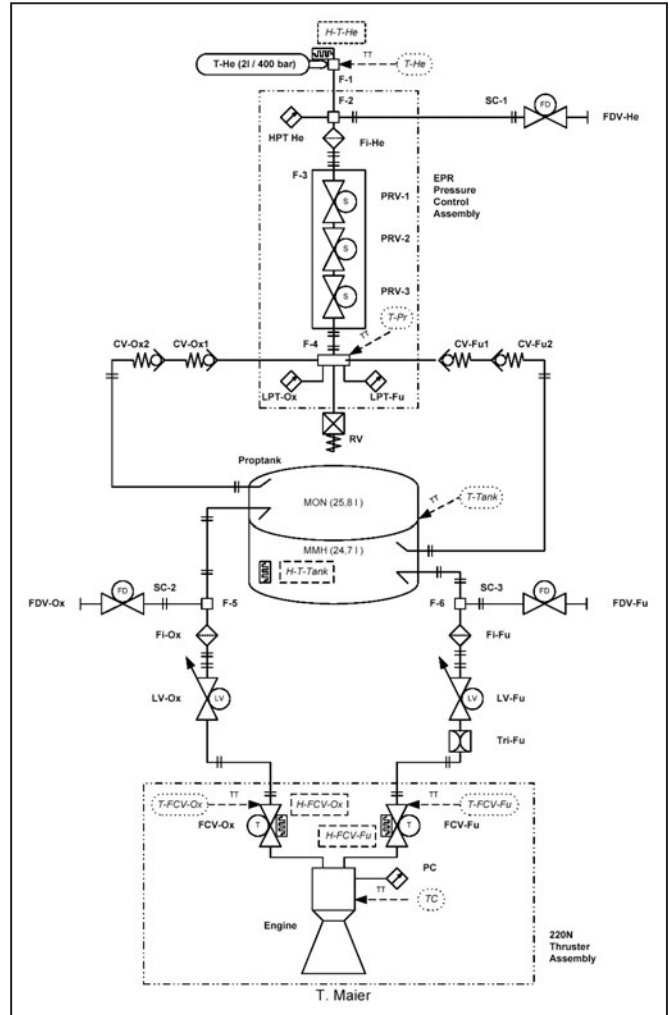 H-T-He
TT
T-He (2l / 400 bar)
T-He
F-1
F-2
SC-1
FD
FDV-He
HPT He
Fi-He
F-3
EPR
Pressure
Control
Assembly
PRV-1
S
PRV-2
S
PRV-3
S
T-Pr
TT
F-4
CV-Ox2
CV-Ox1
CV-Fu1
CV-Fu2
LPT-Ox
LPT-Fu
RV
Proptank
MON (25,8 l)
TT
T-Tank
MMH (24,7 l)
H-T-Tank
FD
SC-2
SC-3
FD
FDV-Ox
F-5
F-6
FDV-Fu
Fi-Ox
Fi-Fu
LV-Ox
LV
LV
LV-Fu
Tri-Fu
T-FCV-Ox
TT
H-FCV-Ox
TT
T-FCV-Fu
FCV-Ox
T
H-FCV-Fu
T
FCV-Fu
PC
TT
TC
Engine
220N
Thruster
Assembly
T. Maier